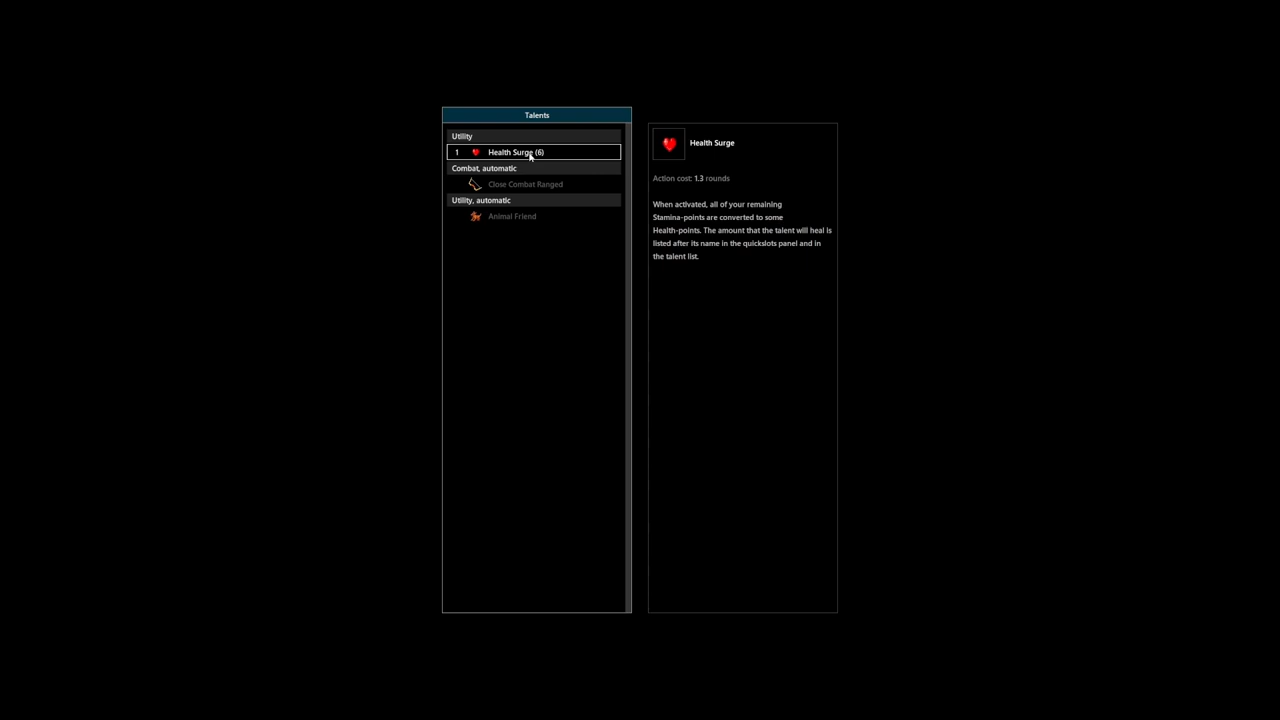 Talents
Utility
1 Health Surge (6)
Combat, automatic
Close Combat Ranged
Utility, automatic
Animal Friend
Health Surge
Action cost: 1.3 rounds
When activated, all of your remaining
Stamina-points are converted to some
Health-points. The amount that the talent will heal is
listed after its name in the quickslots panel and in
the talent list.